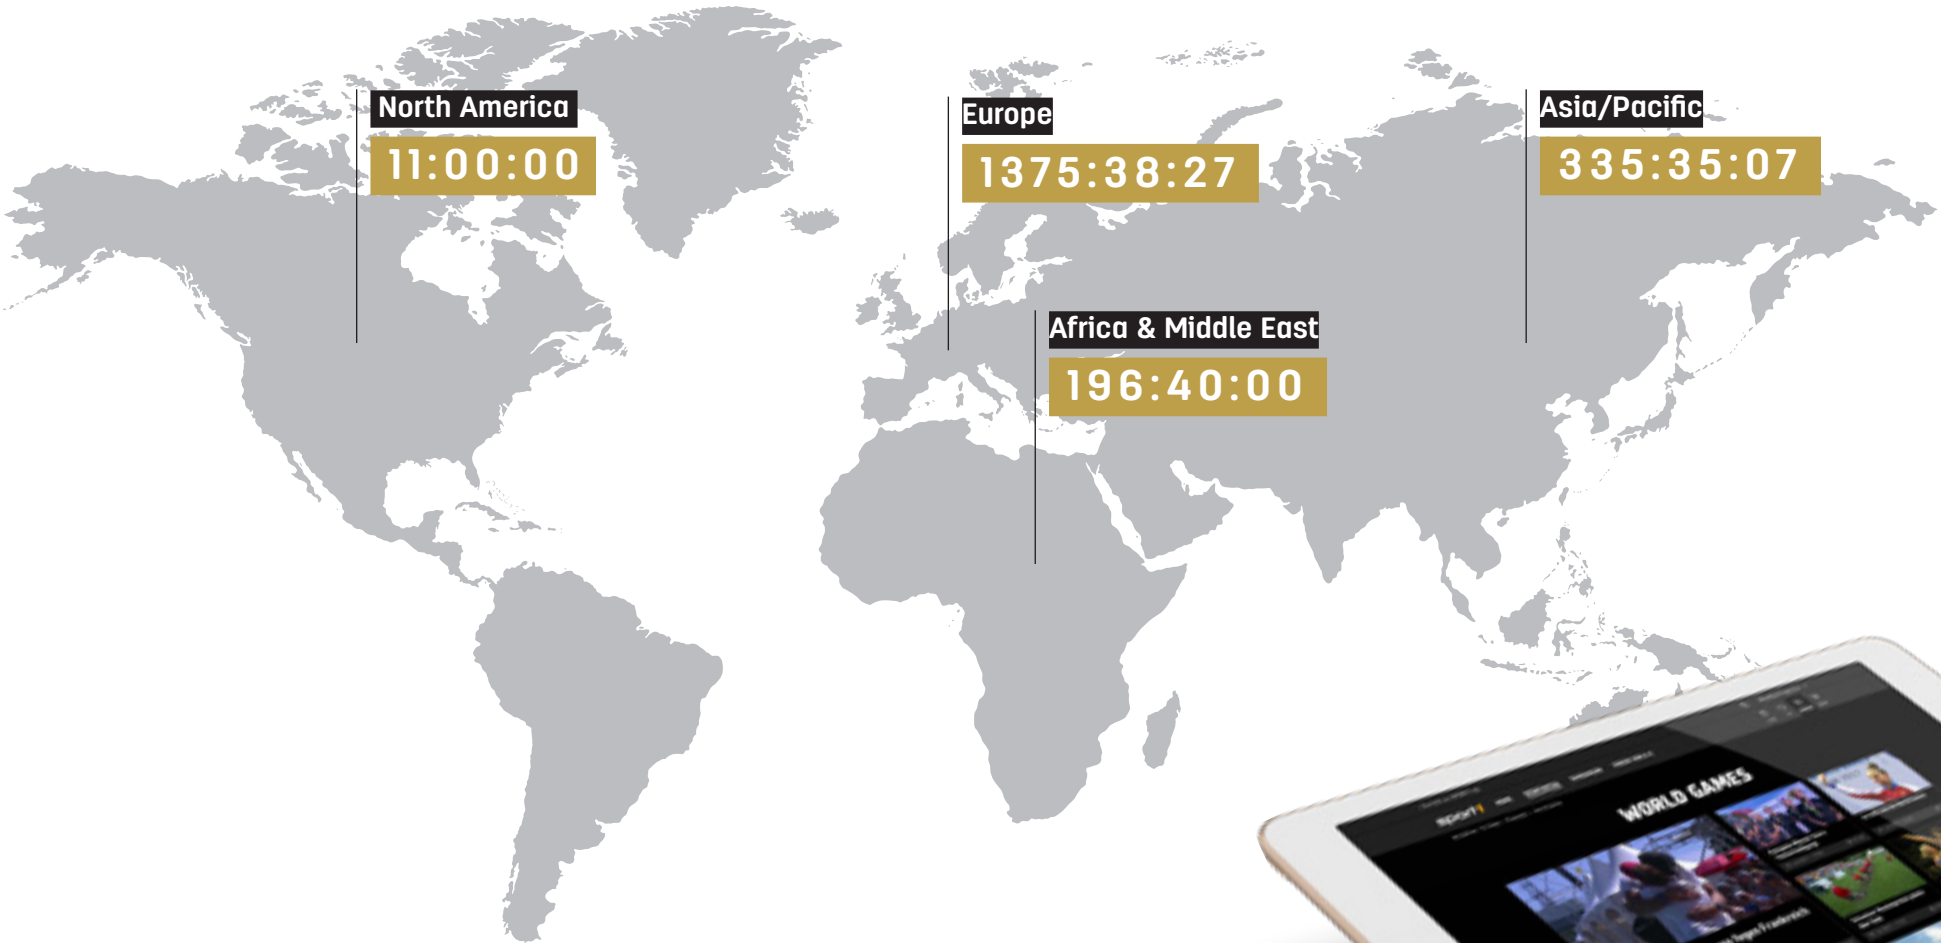 North America
11:00:00
Europe
1375:38:27
Asia/Pacific
335:35:07
Africa & Middle East
196:40:00
sport1
WORLD GAMES